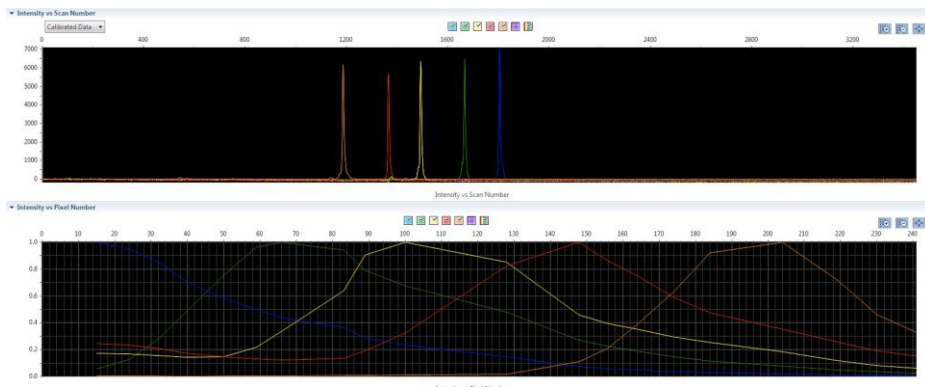 Intensity vs Scan Number
Calibrated Data
0 400 800 1200 1600 2000 2400 2800 3200
7000
6000
5000
4000
3000
2000
1000
0
Intensity vs Scan Number
Intensity vs Pixel Number
0 10 20 30 40 50 60 70 80 90 100 110 120 130 140 150 160 170 180 190 200 210 220 230 240
1.0
0.8
0.6
0.4
0.2
0.0